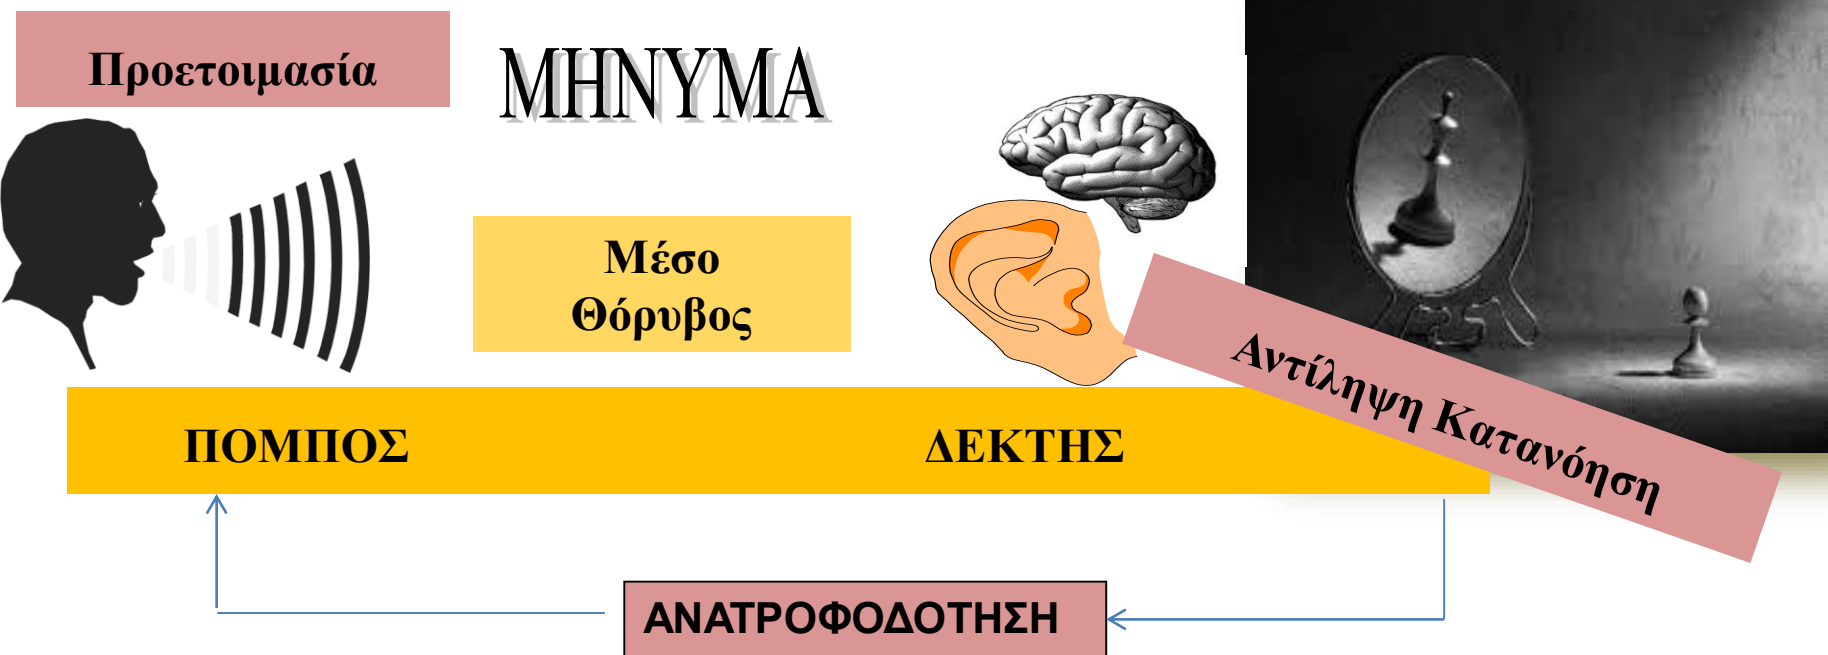 Προετοιμασία
ΜΗΝΥΜΑ
Μέσο
Θόρυβος
Αντίληψη Κατανόηση
ΠΟΜΠΟΣ
ΔΕΚΤΗΣ
ΑΝΑΤΡΟΦΟΔΟΤΗΣΗ